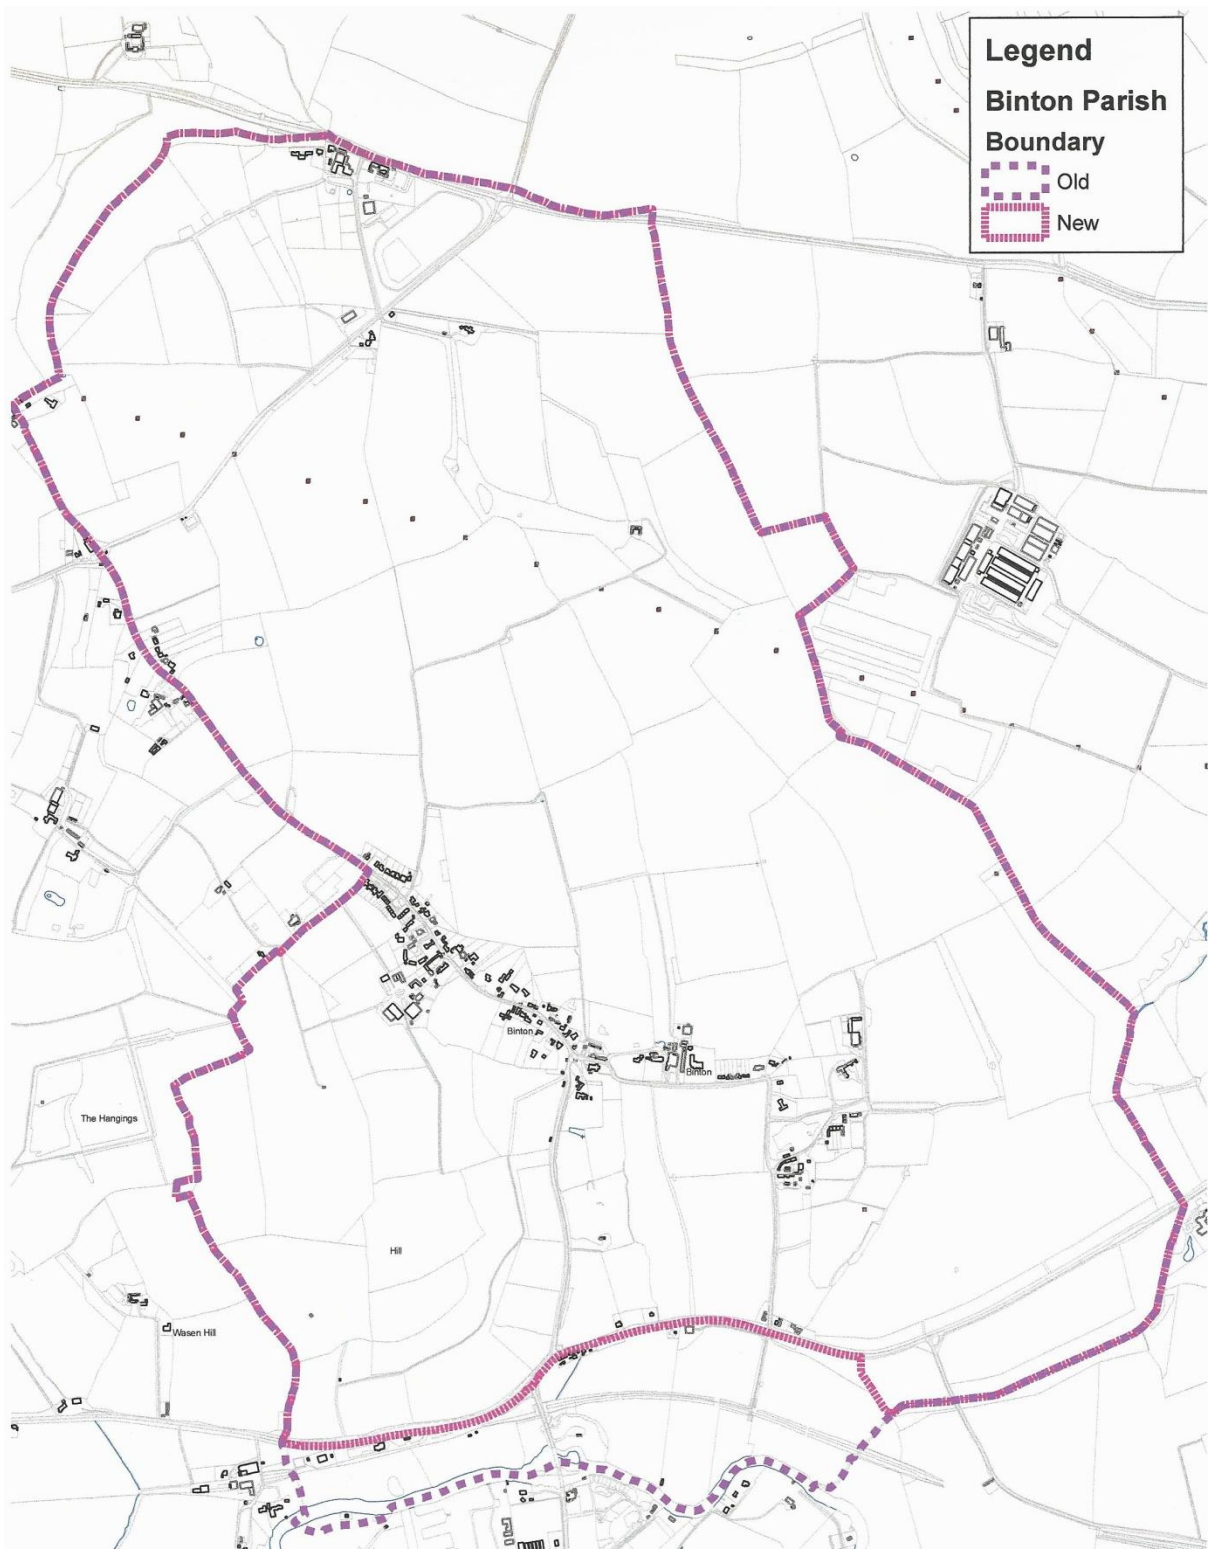 Legend
Binton Parish
Boundary
Old
New
Binton
Binton
The Hangings
Hill
Wasen Hill